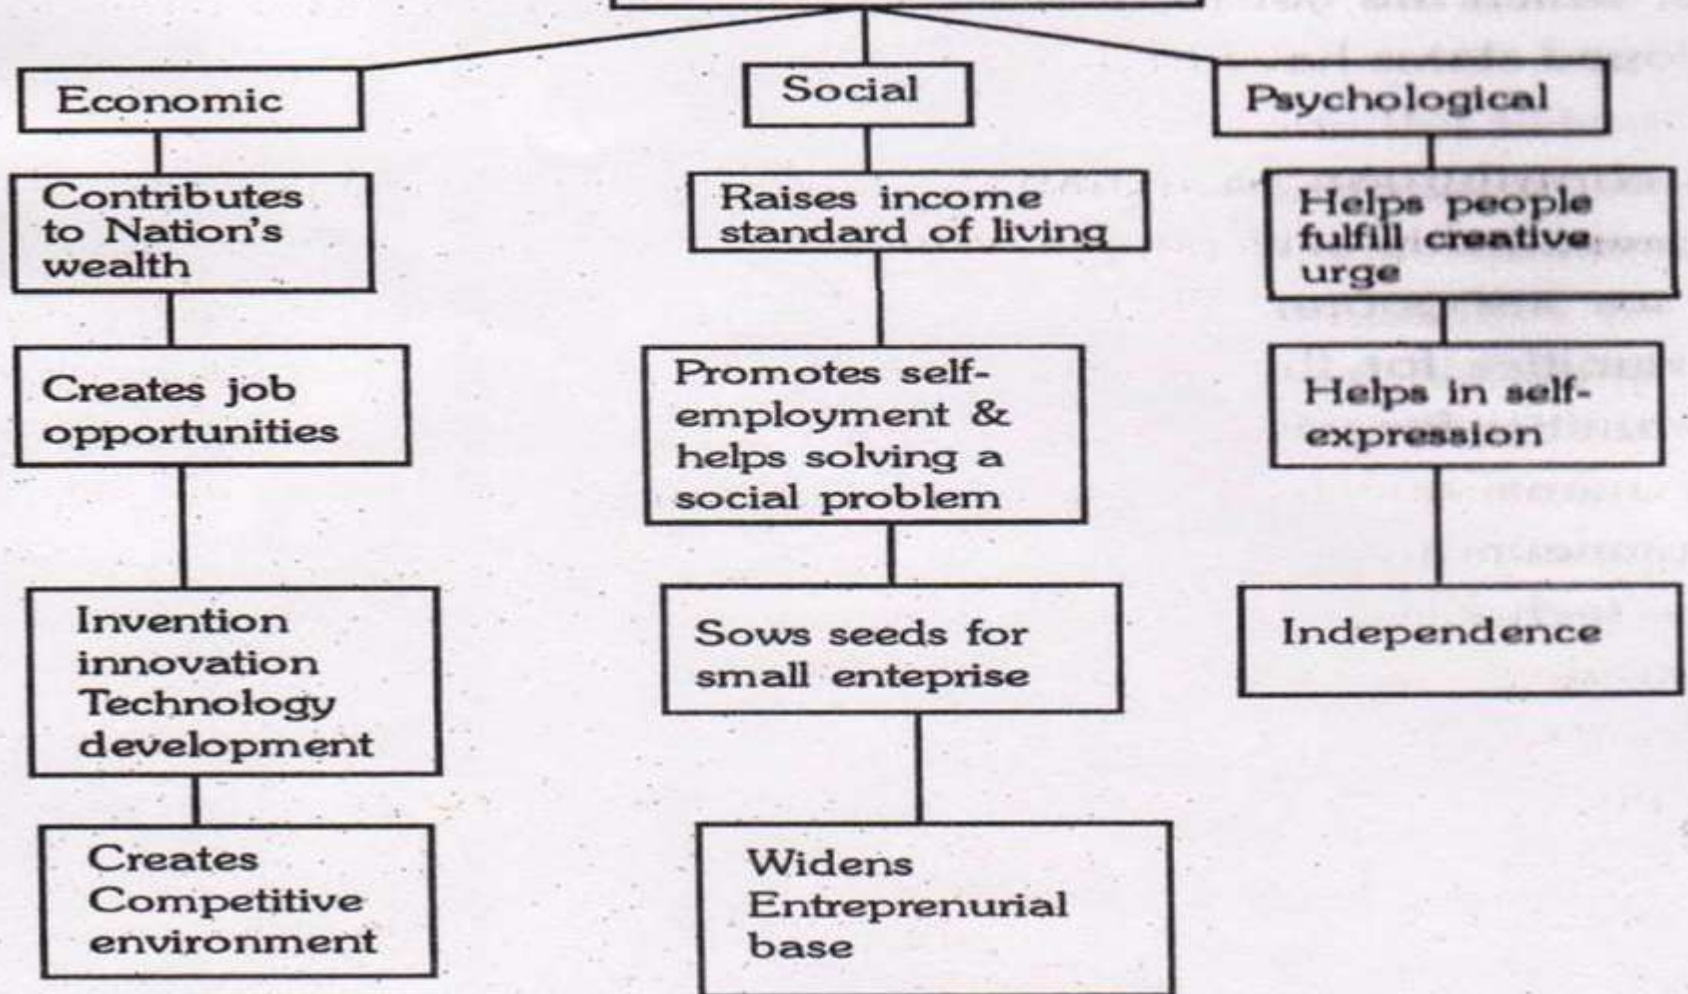 Economic
Contributes
to Nation's
wealth
Creates job
opportunities
Invention
innovation
Technology
development
Creates
Competitive
environment
Social
Raises income
standard of living
Promotes self-
employment &
helps solving a
social problem
Sows seeds for
small enteprise
Widens
Entreprenurial
base
Psychological
Helps people
fulfill creative
urge
Helps in self-
expression
Independence